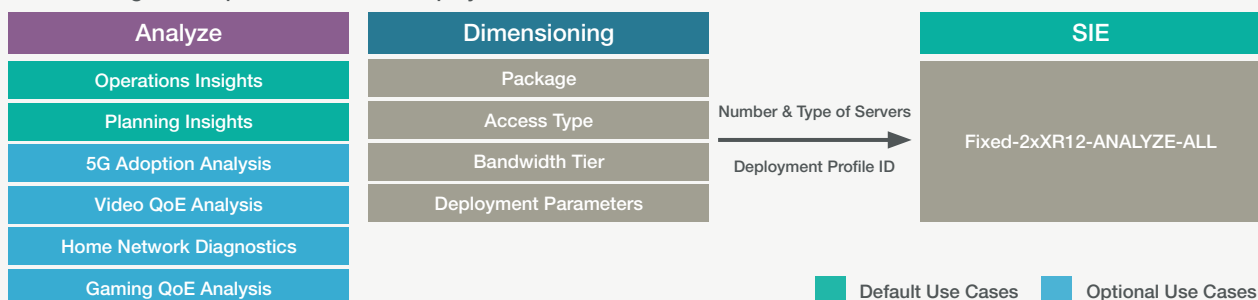 Analyze
Operations Insights
Planning Insights
5G Adoption Analysis
Video QoE Analysis
Home Network Diagnostics
Gaming QoE Analysis
Dimensioning
Package
Access Type
Bandwidth Tier
Deployment Parameters
Number & Type of Servers
Deployment Profile ID
SIE
Fixed-2xXR12-ANALYZE-ALL
Default Use Cases
Optional Use Cases